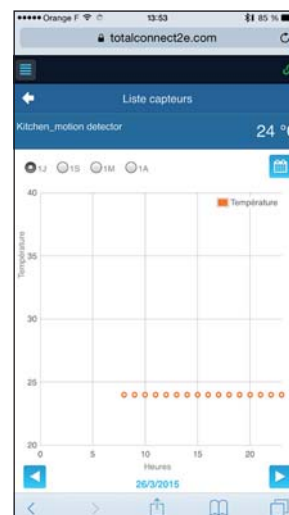 Orange F 13:53 85 %
totalconnect2e.com
Liste capteurs
Kitchen_motion detector 24 °
1J 1S 1M 1A
40
Température
Température
35
30
25
20
0 5 10 15 20
Heures
26/3/2015